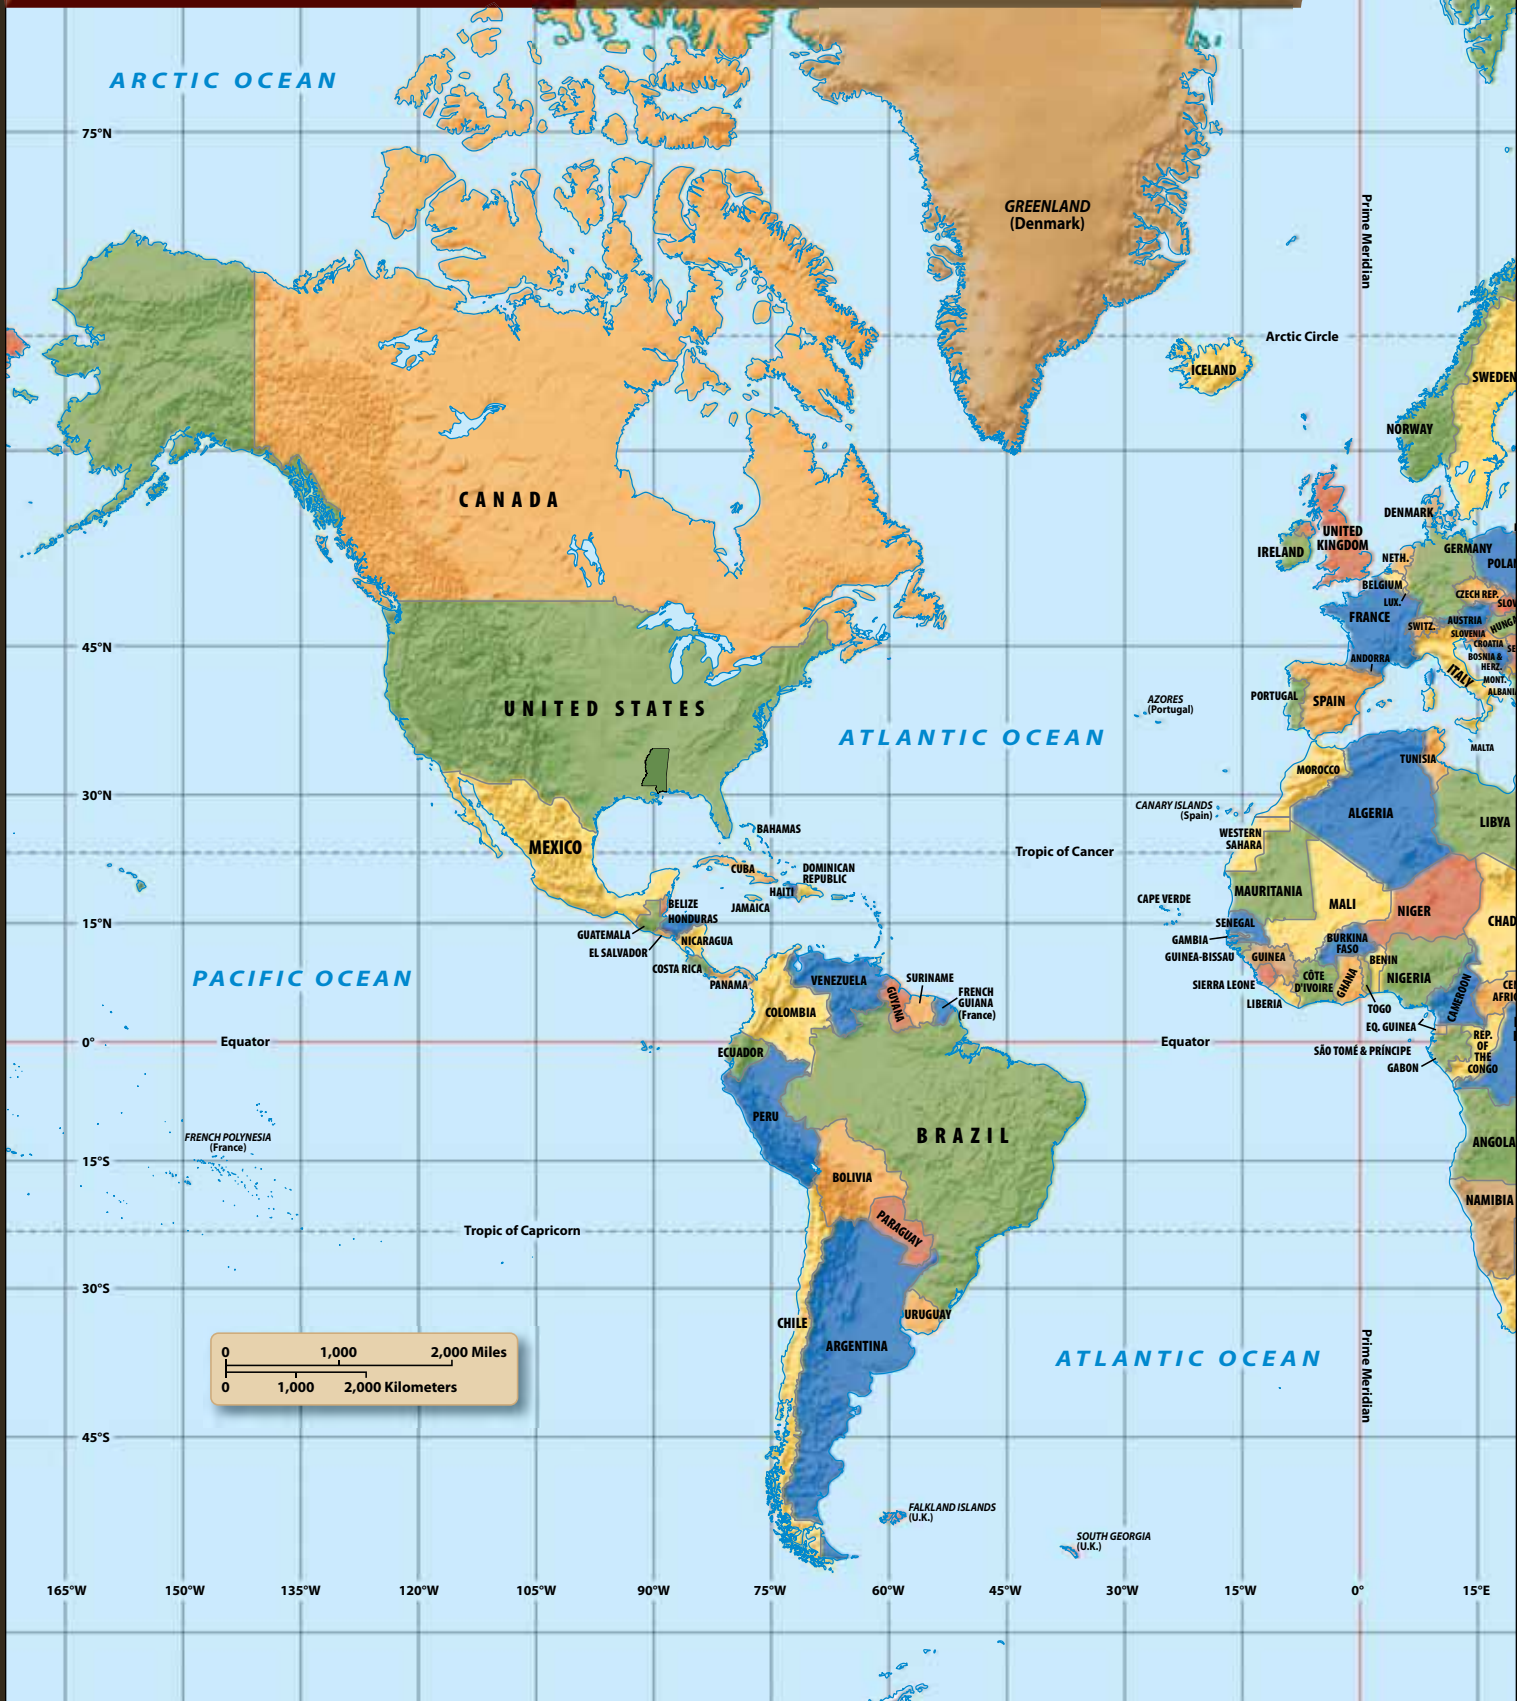 ARCTIC OCEAN
75°N
GREENLAND
(Denmark)
Prime Meridian
Arctic Circle
ICELAND
SWEDEN
NORWAY
CANADA
DENMARK
UNITED
KINGDOM
IRELAND
NETH.
GERMANY
BELGIUM
LUX.
CZECH REP.
FRANCE
SWITZ.
AUSTRIA
SLOVENIA
CROATIA
BOSNIA &
HERZ.
MONT.
ANDORRA
ITALY
45°N
UNITED STATES
AZORES
(Portugal)
PORTUGAL
SPAIN
ATLANTIC OCEAN
MALTA
TUNISIA
MOROCCO
30°N
CANARY ISLANDS
(Spain)
ALGERIA
LIBYA
BAHAMAS
WESTERN
SAHARA
MEXICO
Tropic of Cancer
CUBA
DOMINICAN
REPUBLIC
HAITI
JAMAICA
BELIZE
HONDURAS
GUATEMALA
EL SALVADOR
NICARAGUA
COSTA RICA
PANAMA
15°N
CAPE VERDE
MAURITANIA
MALI
NIGER
CHAD
SENEGAL
GAMBIA
GUINEA-BISSAU
GUINEA
BURKINA
FASO
BENIN
SIERRA LEONE
CÔTE
D'IVOIRE
GHANA
NIGERIA
LIBERIA
TOGO
CAMEROON
EQ. GUINEA
SÃO TOMÉ & PRÍNCIPE
GABON
REP.
OF
THE
CONGO
PACIFIC OCEAN
VENEZUELA
SURINAME
GUYANA
FRENCH
GUIANA
(France)
COLOMBIA
0°
Equator
Equator
ECUADOR
PERU
BRAZIL
ANGOLA
FRENCH POLYNESIA
(France)
15°S
BOLIVIA
NAMIBIA
PARAGUAY
Tropic of Capricorn
30°S
CHILE
URUGUAY
ARGENTINA
0 1,000 2,000 Miles
0 1,000 2,000 Kilometers
ATLANTIC OCEAN
Prime Meridian
45°S
FALKLAND ISLANDS
(U.K.)
SOUTH GEORGIA
(U.K.)
165°W 150°W 135°W 120°W 105°W 90°W 75°W 60°W 45°W 30°W 15°W 0° 15°E